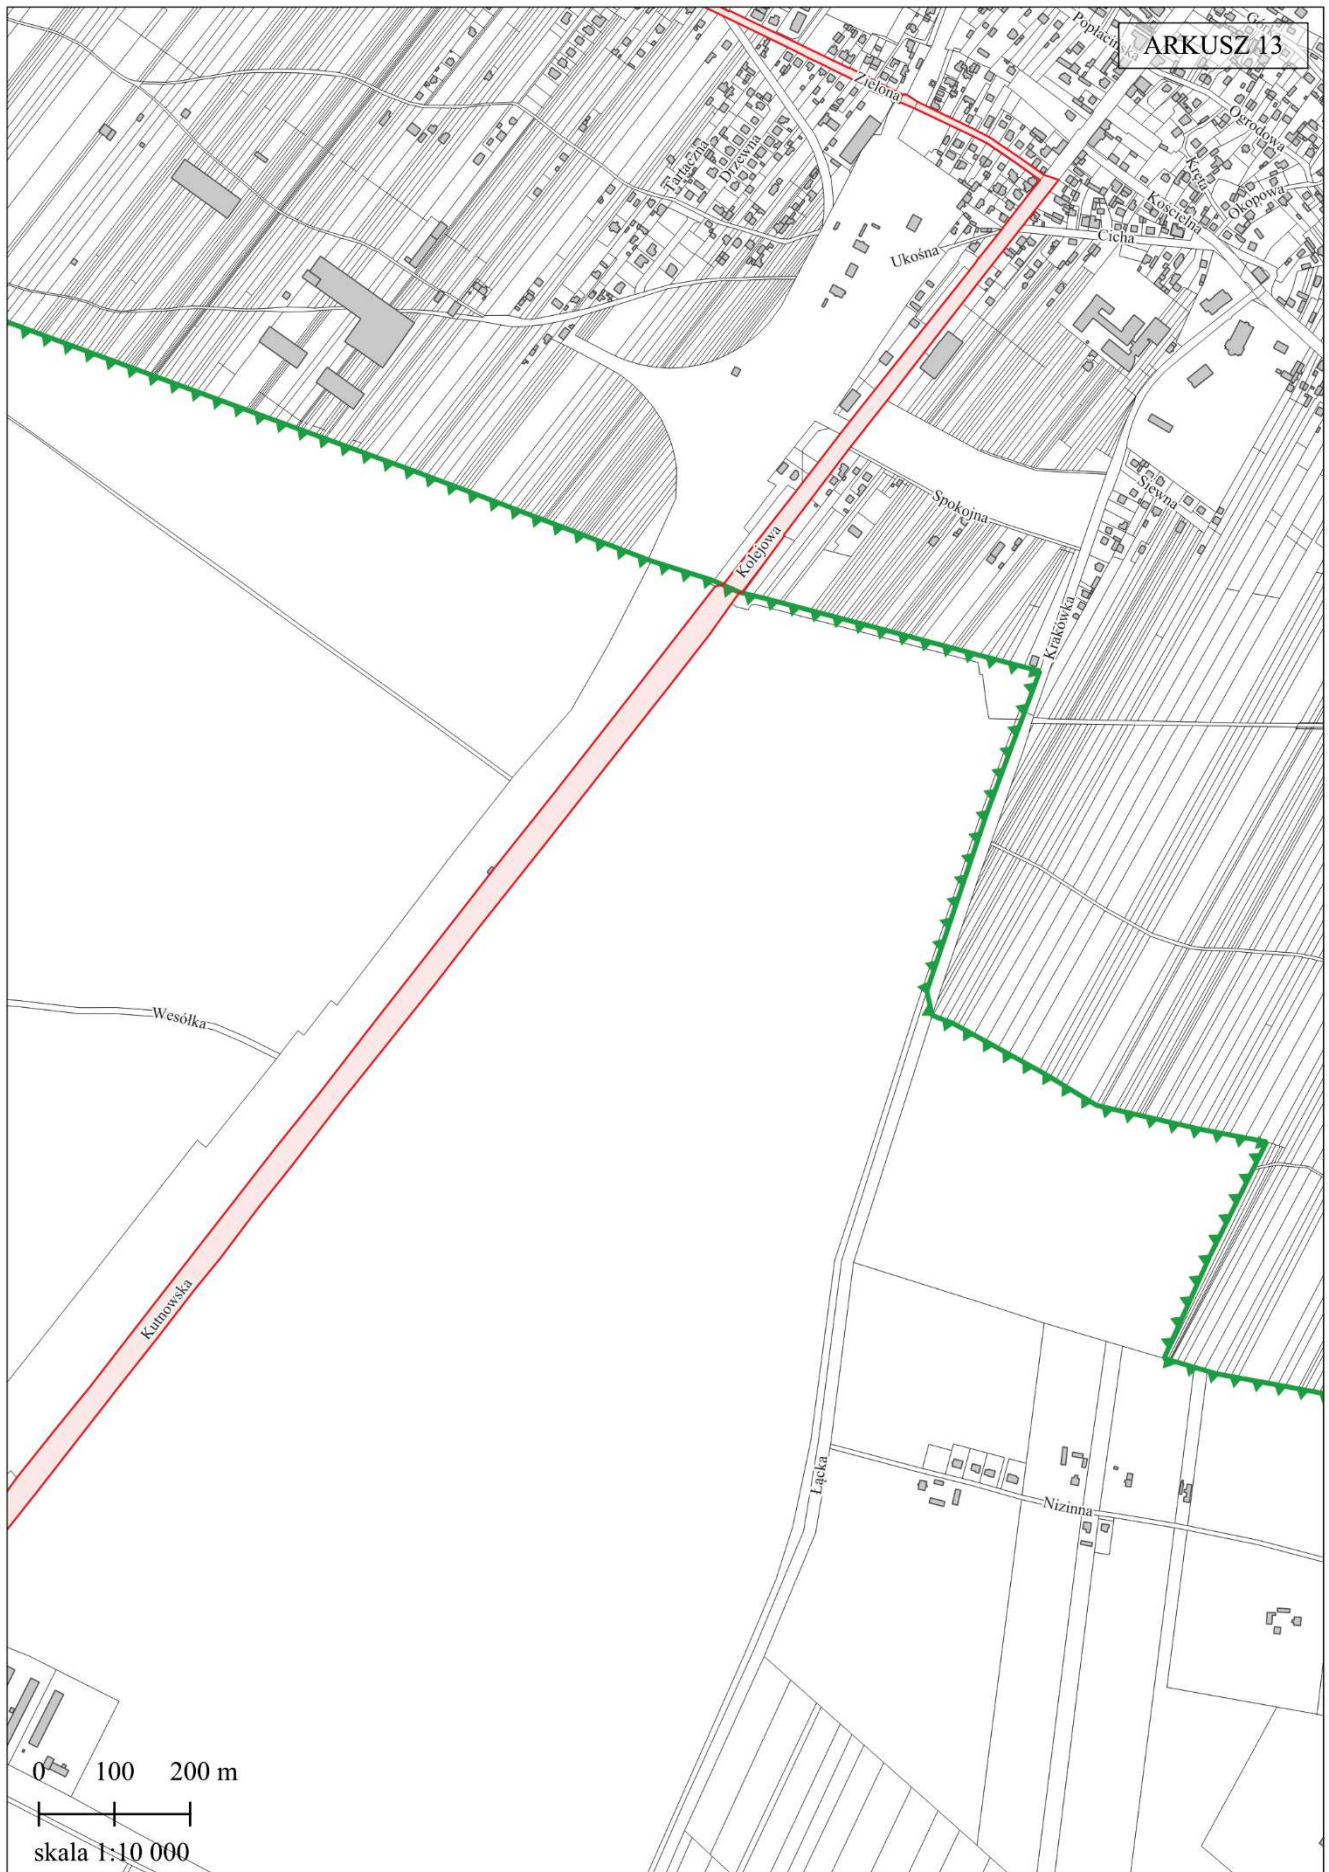 ARKUSZ 13
Popłacińska
Zielona
Ogrodowa
Tartaczna
Drzewna
Kręta
Okopowa
Kościelna
Cicha
Ukośna
Siewna
Spokojna
Kolejowa
Krakówka
Wesółka
Kutnowska
Łącka
Nizinna
0 100 200 m
skala 1:10 000